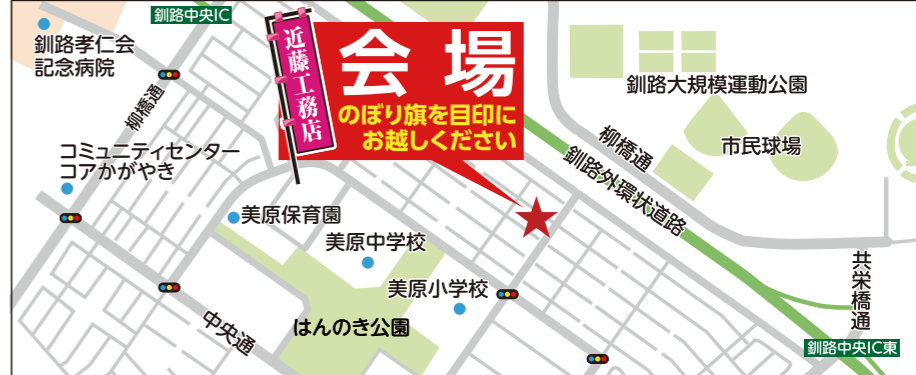 釧路中央IC
釧路孝仁会
記念病院
柳橋通
近藤工務店
会場
のぼり旗を目印に
お越しください
釧路大規模運動公園
市民球場
柳橋通
釧路外環状道路
コミュニティセンター
コアかがやき
美原保育園
美原中学校
美原小学校
はんのき公園
中央通
共栄橋通
釧路中央IC東